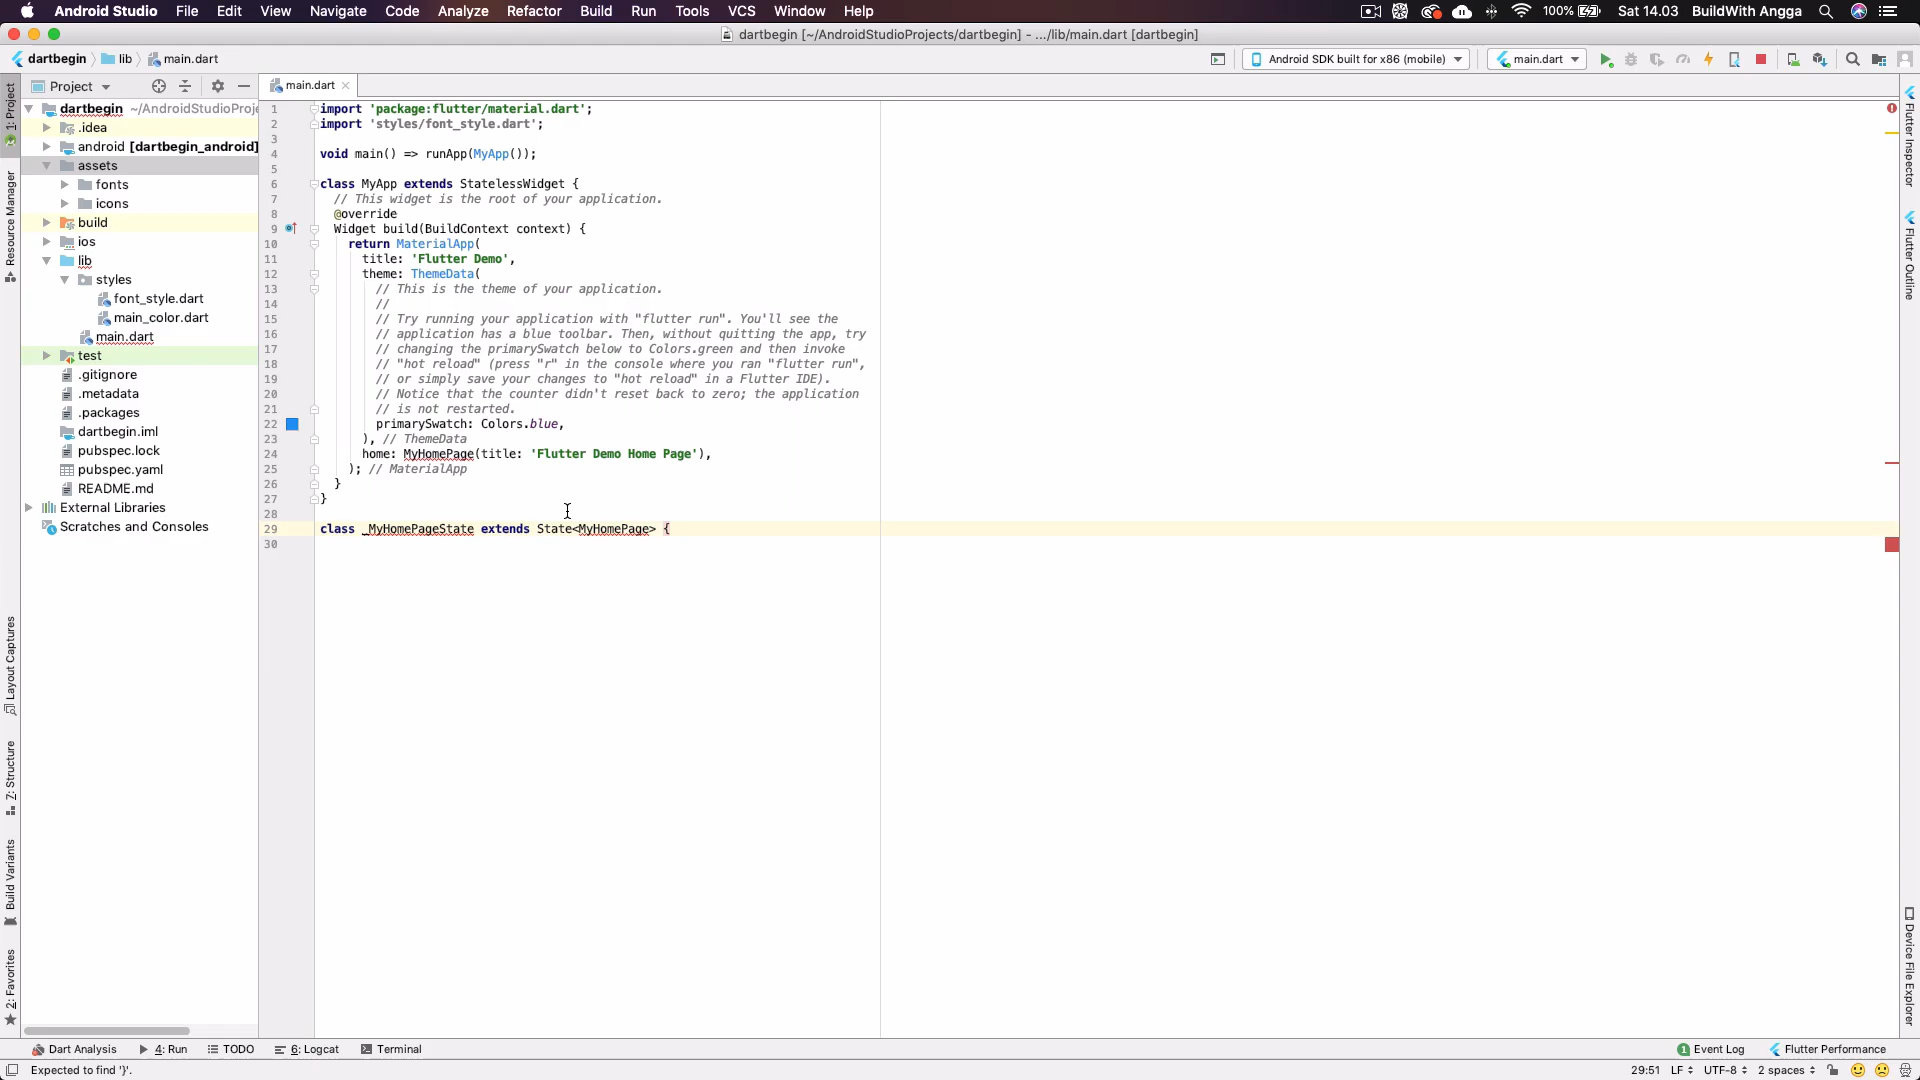 Android Studio File Edit View Navigate Code Analyze Refactor Build Run Tools VCS Window Help 100% Sat 14.03 BuildWith Angga
dartbegin [~/AndroidStudioProjects/dartbegin] - .../lib/main.dart [dartbegin]
dartbegin lib main.dart Android SDK built for x86 (mobile) main.dart
Project main.dart
dartbegin ~/AndroidStudioProje
.idea
android [dartbegin_android]
assets
fonts
icons
build
ios
lib
styles
font_style.dart
main_color.dart
main.dart
test
.gitignore
.metadata
.packages
dartbegin.iml
pubspec.lock
pubspec.yaml
README.md
External Libraries
Scratches and Consoles
1: Project
Resource Manager
Layout Captures
7: Structure
Build Variants
2: Favorites
1 import 'package:flutter/material.dart';
2 import 'styles/font_style.dart';
3
4 void main() => runApp(MyApp());
5
6 class MyApp extends StatelessWidget {
7 // This widget is the root of your application.
8 @override
9 Widget build(BuildContext context) {
10 return MaterialApp(
11 title: 'Flutter Demo',
12 theme: ThemeData(
13 // This is the theme of your application.
14 //
15 // Try running your application with "flutter run". You'll see the
16 // application has a blue toolbar. Then, without quitting the app, try
17 // changing the primarySwatch below to Colors.green and then invoke
18 // "hot reload" (press "r" in the console where you ran "flutter run",
19 // or simply save your changes to "hot reload" in a Flutter IDE).
20 // Notice that the counter didn't reset back to zero; the application
21 // is not restarted.
22 primarySwatch: Colors.blue,
23 ), // ThemeData
24 home: MyHomePage(title: 'Flutter Demo Home Page'),
25 ); // MaterialApp
26 }
27 }
28
29 class _MyHomePageState extends State<MyHomePage> {
30
Flutter Inspector
Flutter Outline
Device File Explorer
Dart Analysis 4: Run TODO 6: Logcat Terminal 1 Event Log Flutter Performance
Expected to find '}'. 29:51 LF UTF-8 2 spaces